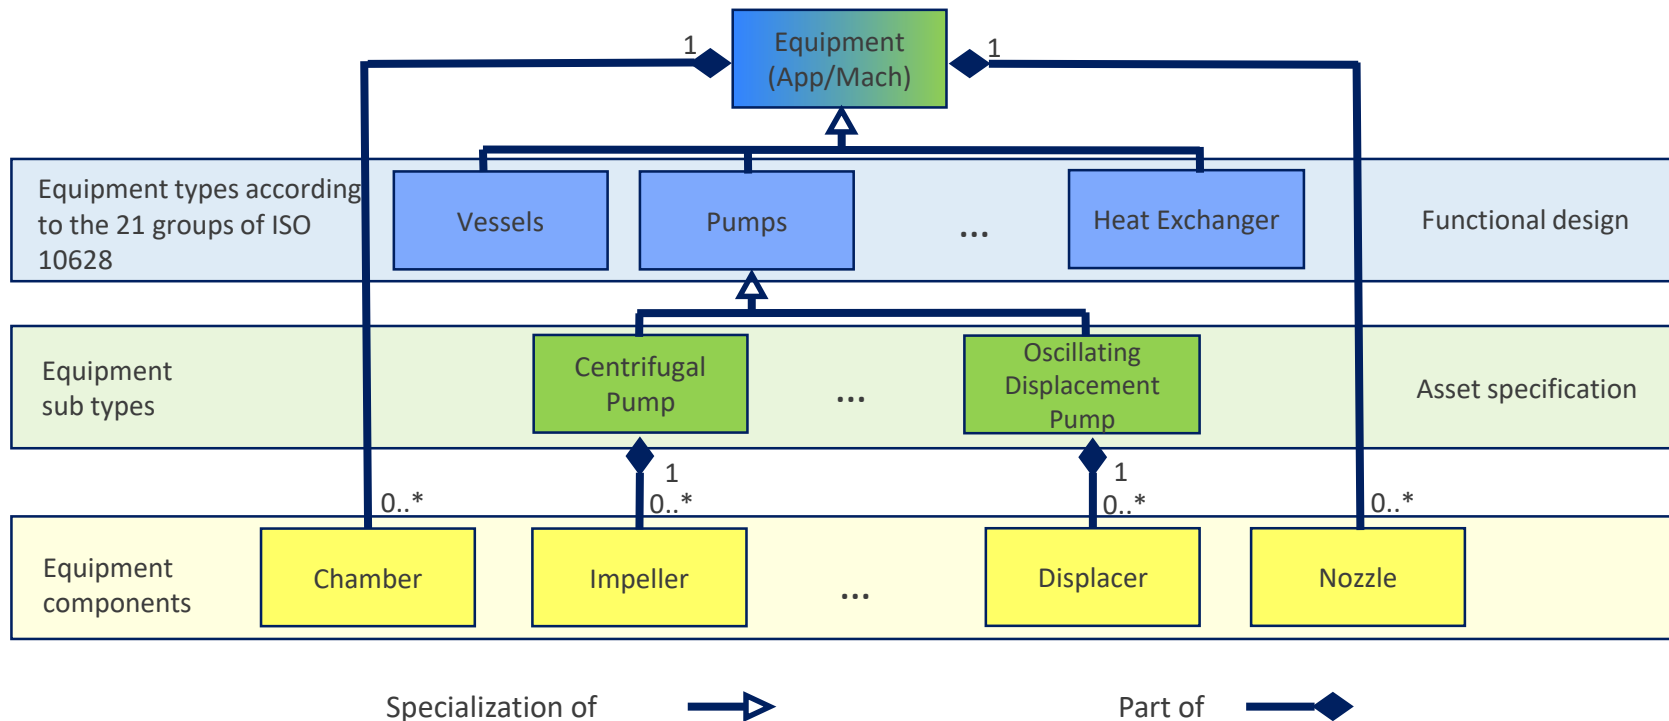 1
Equipment
(App/Mach)
1
Equipment types according
to the 21 groups of ISO
10628
Vessels
Pumps
...
Heat Exchanger
Functional design
Equipment
sub types
Centrifugal
Pump
...
Oscillating
Displacement
Pump
Asset specification
1
1
0..*
0..*
0..*
0..*
Equipment
components
Chamber
Impeller
...
Displacer
Nozzle
Specialization of
Part of